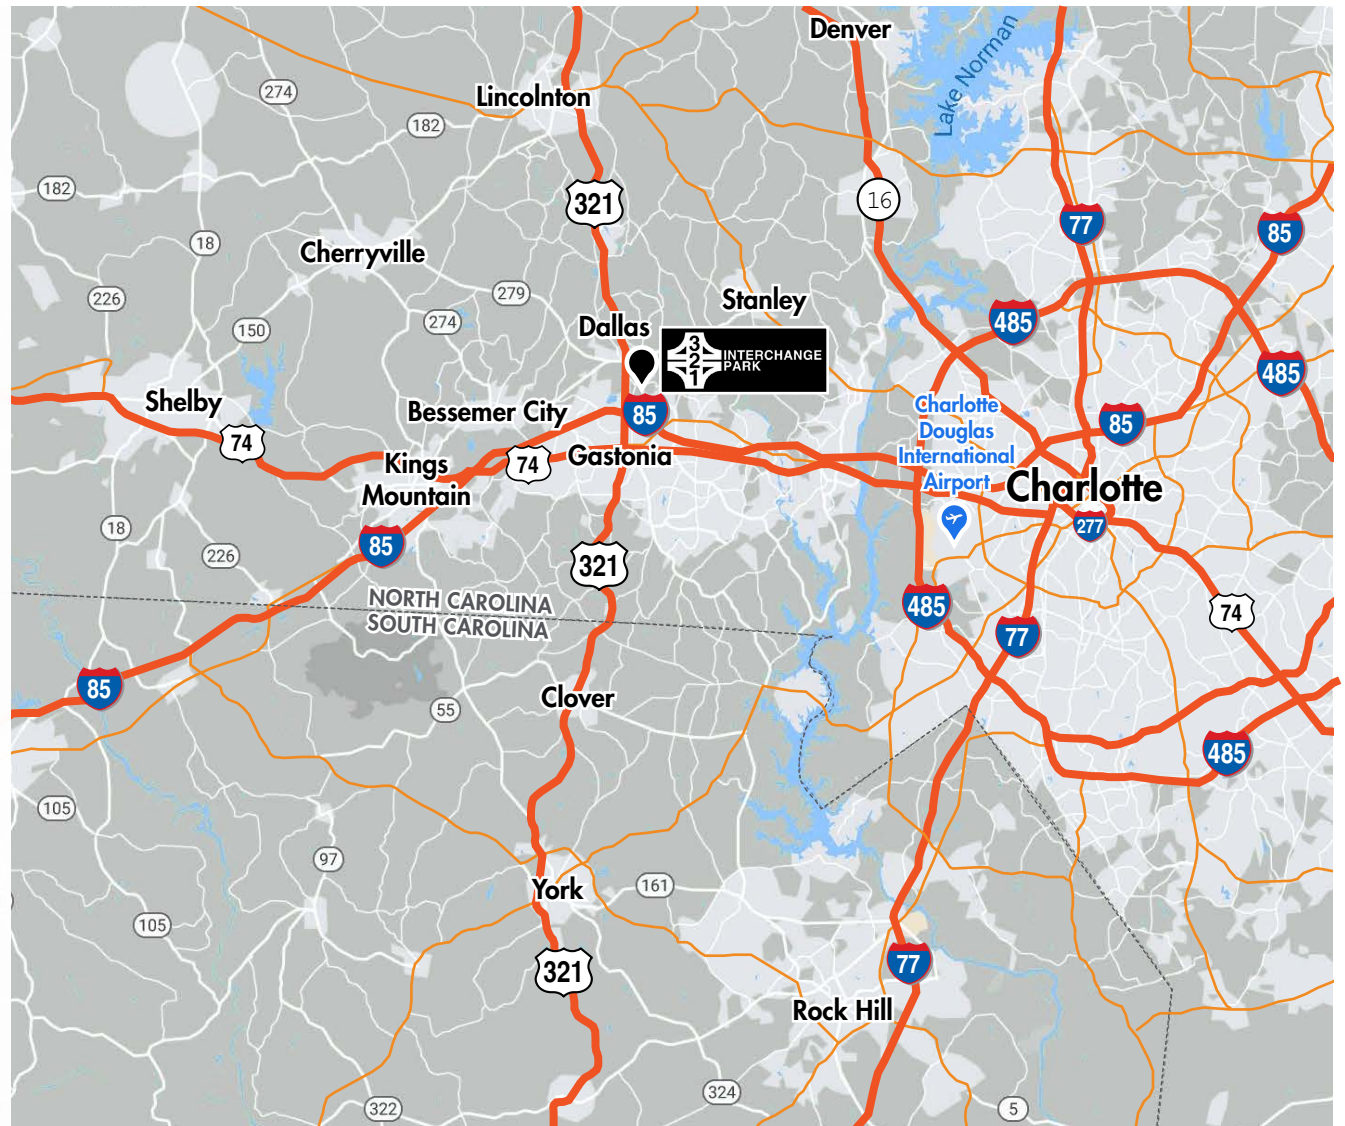 Denver
Lake Norman
274
Lincolnton
182
182
321
16
77
85
18
Cherryville
226
279
Stanley
150
274
Dallas
3
2
1
INTERCHANGE
PARK
485
485
Shelby
Bessemer City
85
Charlotte
Douglas
International
Airport
85
74
Kings
Mountain
74
Gastonia
Charlotte
18
226
85
321
277
NORTH CAROLINA
SOUTH CAROLINA
485
77
74
85
55
Clover
485
105
97
York
161
105
321
77
Rock Hill
324
322
5